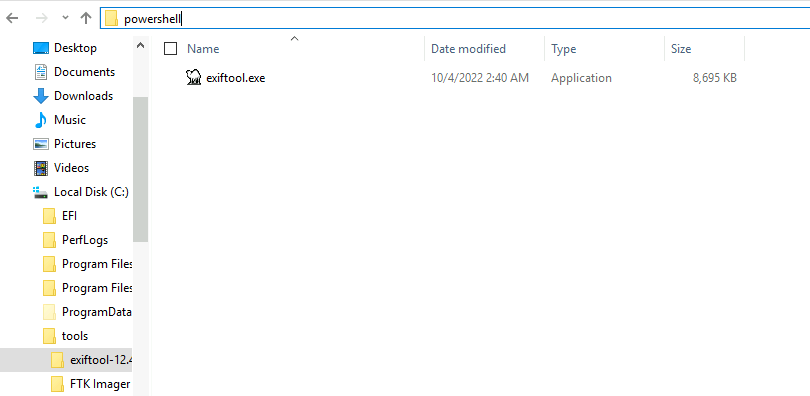 powershell
Desktop
Documents
Downloads
Music
Pictures
Videos
Local Disk (C:)
EFI
PerfLogs
Program Files
Program Files
ProgramData
tools
exiftool-12.4
FTK Imager
Name Date modified Type Size
exiftool.exe 10/4/2022 2:40 AM Application 8,695 KB